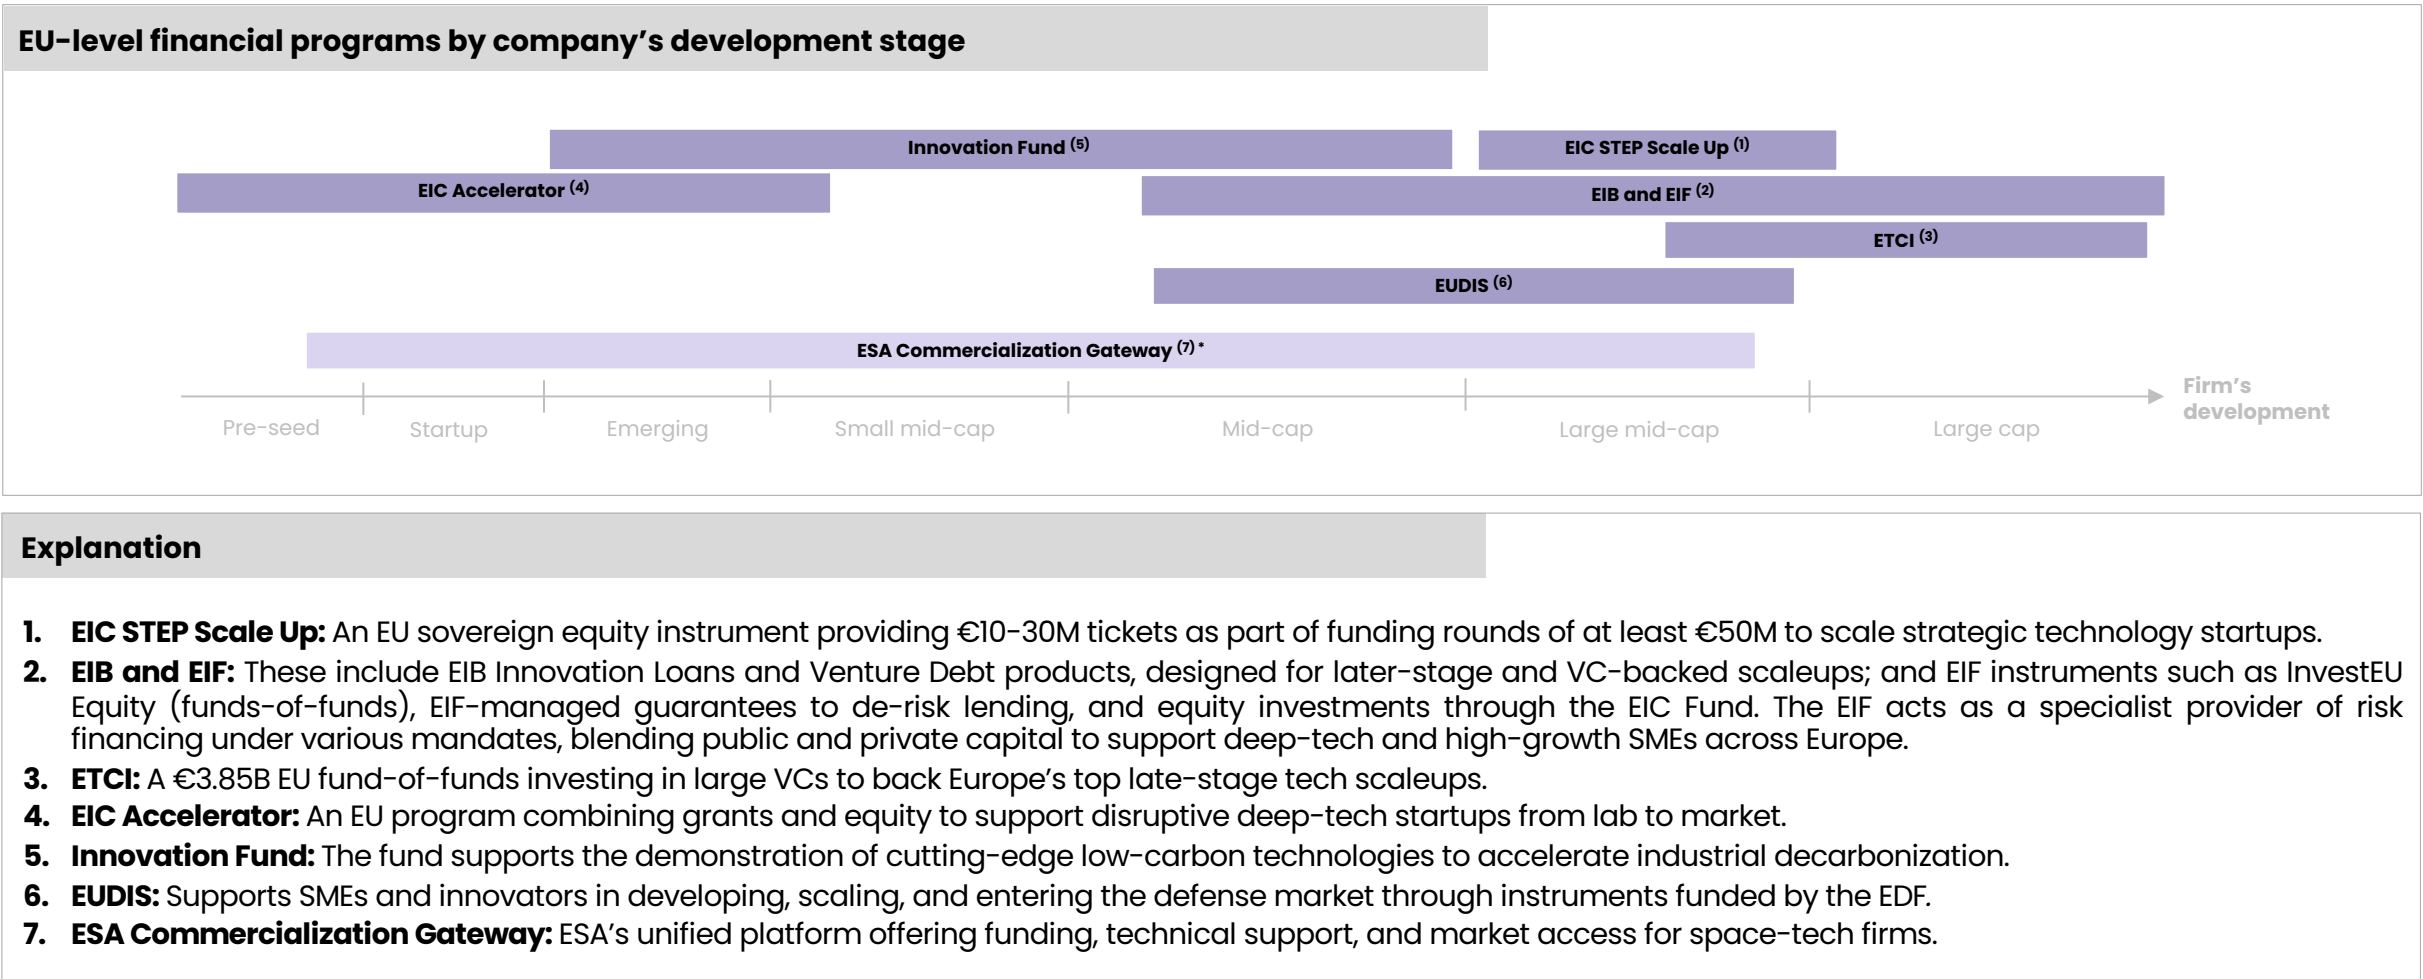 EU-level financial programs by company’s development stage
Innovation Fund (5)
EIC STEP Scale Up (1)
EIC Accelerator (4)
EIB and EIF (2)
ETCI (3)
EUDIS (6)
ESA Commercialization Gateway (7) *
Firm’s
development
Pre-seed
Startup
Emerging
Small mid-cap
Mid-cap
Large mid-cap
Large cap
Explanation
1. EIC STEP Scale Up: An EU sovereign equity instrument providing €10-30M tickets as part of funding rounds of at least €50M to scale strategic technology startups.
2. EIB and EIF: These include EIB Innovation Loans and Venture Debt products, designed for later-stage and VC-backed scaleups; and EIF instruments such as InvestEU
Equity (funds-of-funds), EIF-managed guarantees to de-risk lending, and equity investments through the EIC Fund. The EIF acts as a specialist provider of risk
financing under various mandates, blending public and private capital to support deep-tech and high-growth SMEs across Europe.
3. ETCI: A €3.85B EU fund-of-funds investing in large VCs to back Europe’s top late-stage tech scaleups.
4. EIC Accelerator: An EU program combining grants and equity to support disruptive deep-tech startups from lab to market.
5. Innovation Fund: The fund supports the demonstration of cutting-edge low-carbon technologies to accelerate industrial decarbonization.
6. EUDIS: Supports SMEs and innovators in developing, scaling, and entering the defense market through instruments funded by the EDF.
7. ESA Commercialization Gateway: ESA’s unified platform offering funding, technical support, and market access for space-tech firms.